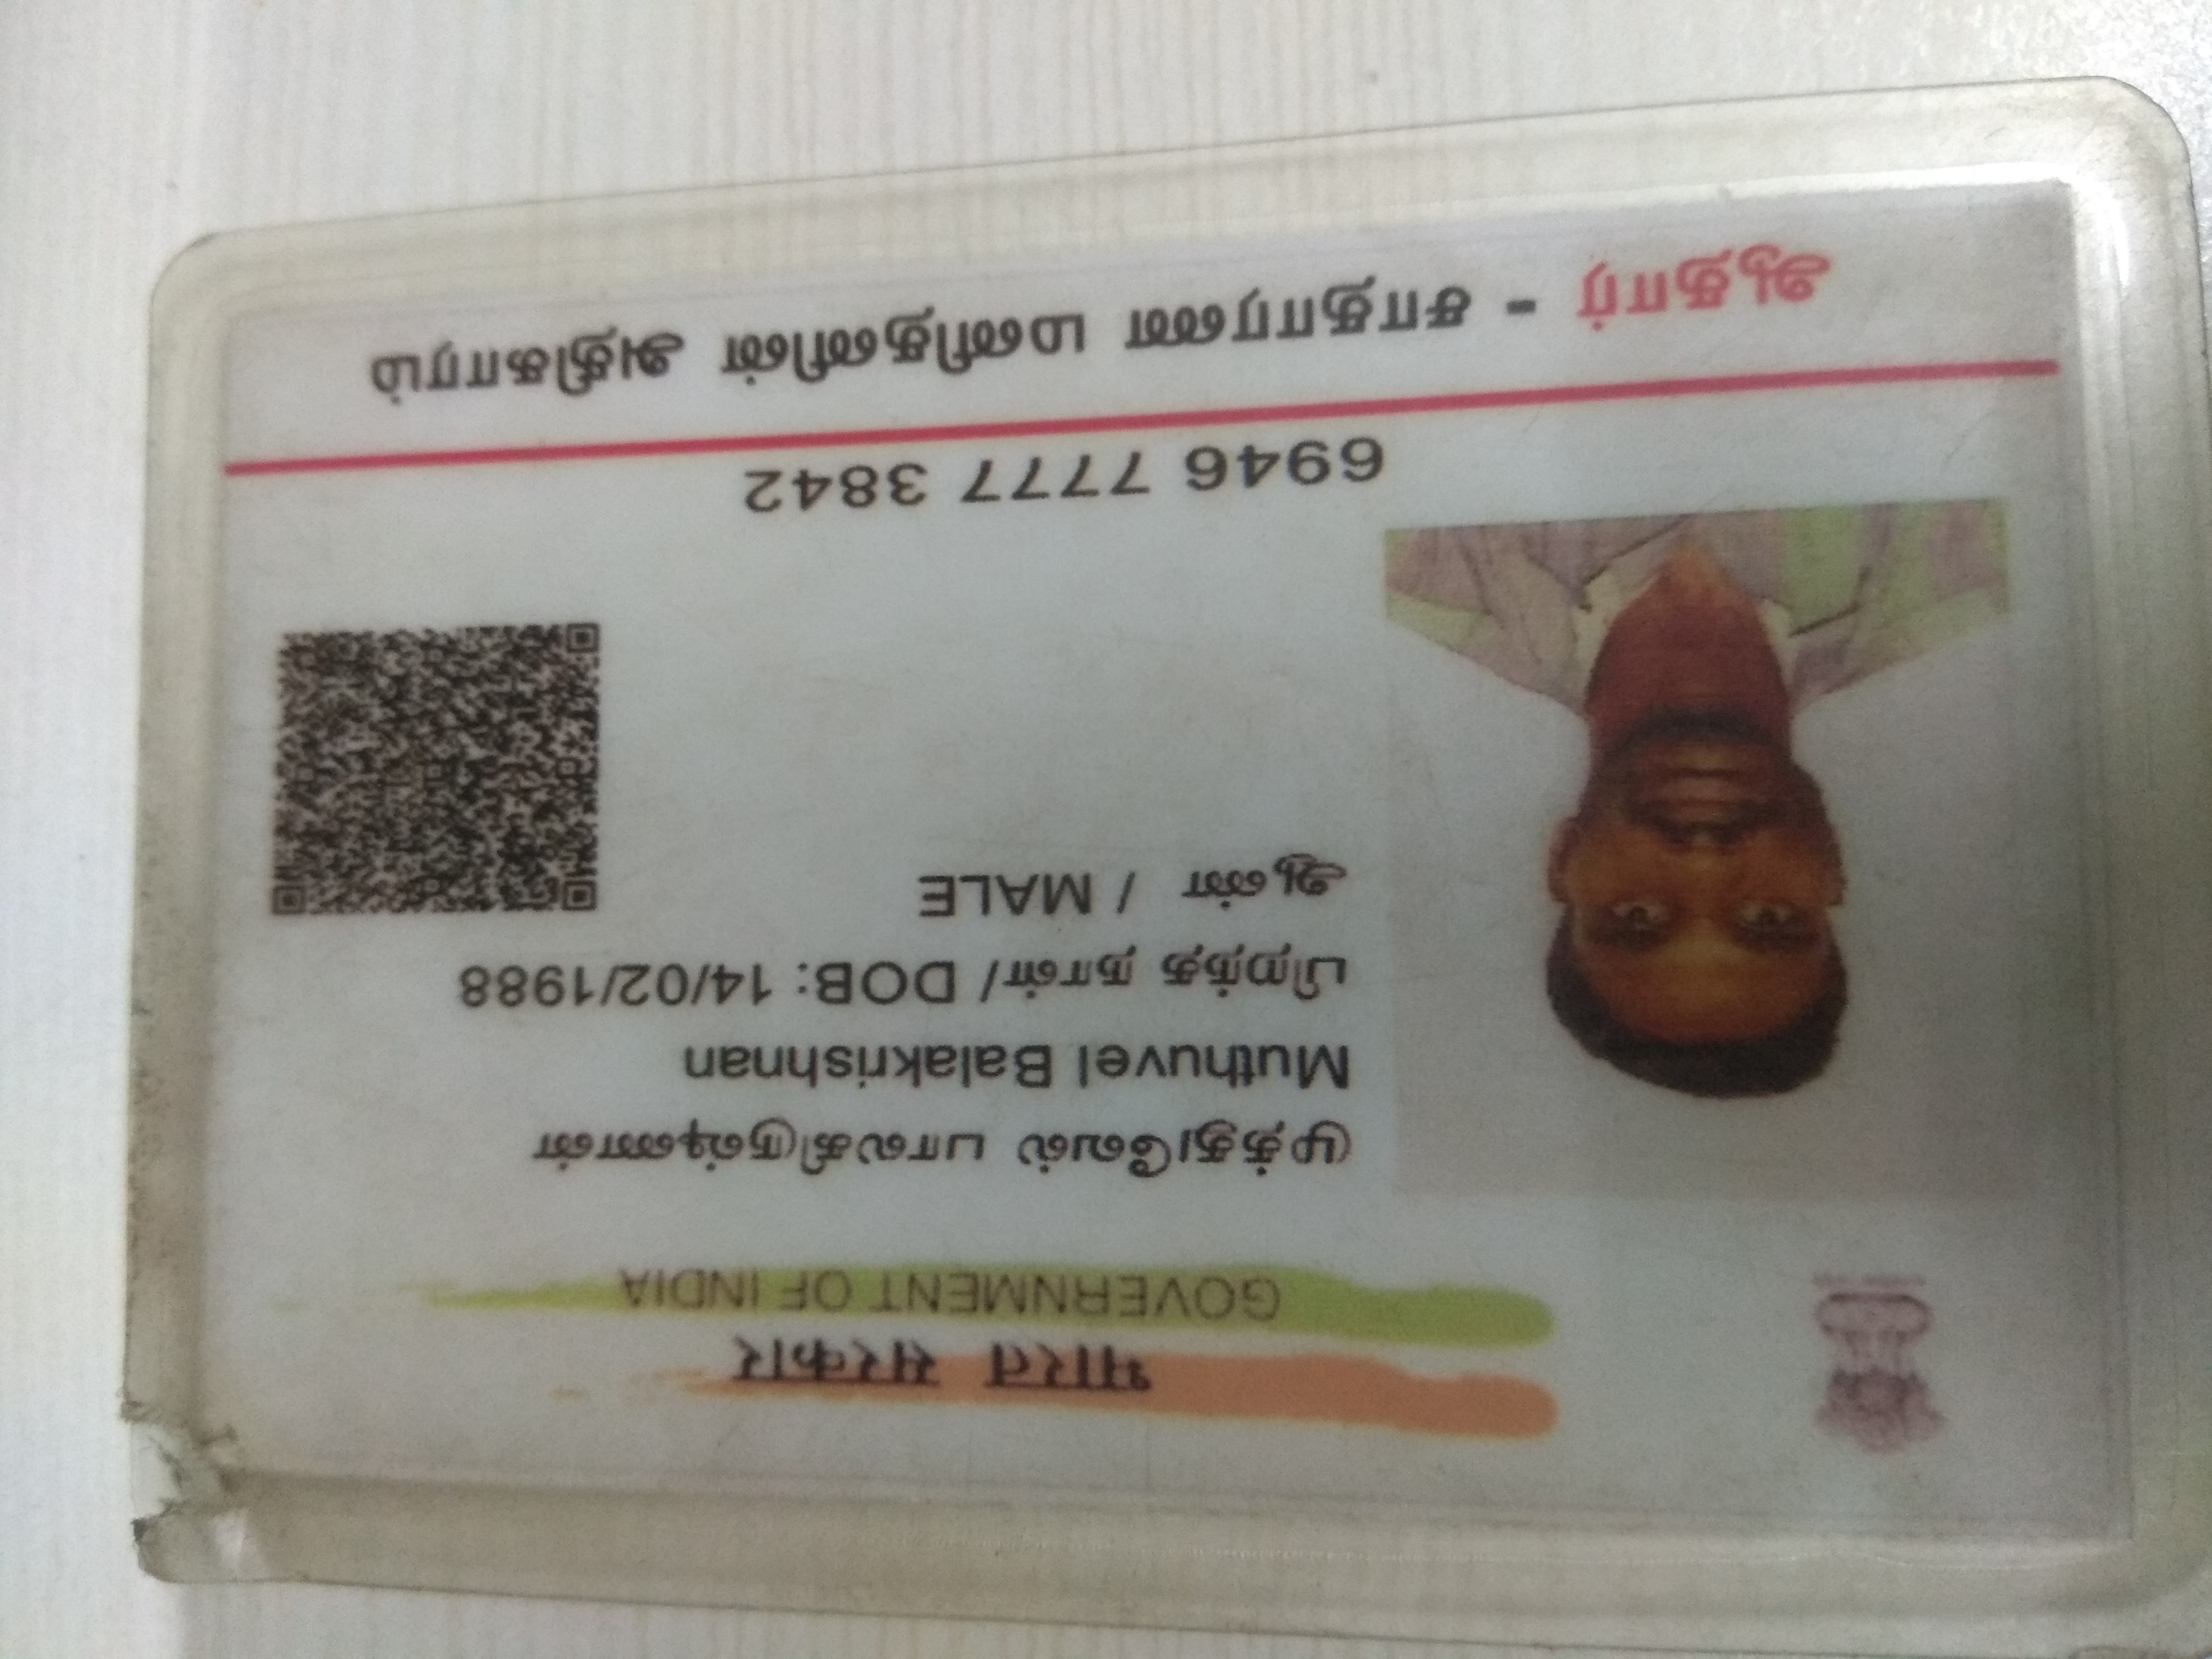 भारत सरकार
GOVERNMENT OF INDIA
முத்துவேல் பாலகிருஷ்ணன்
Muthuvel Balakrishnan
பிறந்த நாள்/ DOB: 14/02/1988
ஆண் / MALE
6946 7777 3842
ஆதார் - சாதாரண மனிதனின் அதிகாரம்